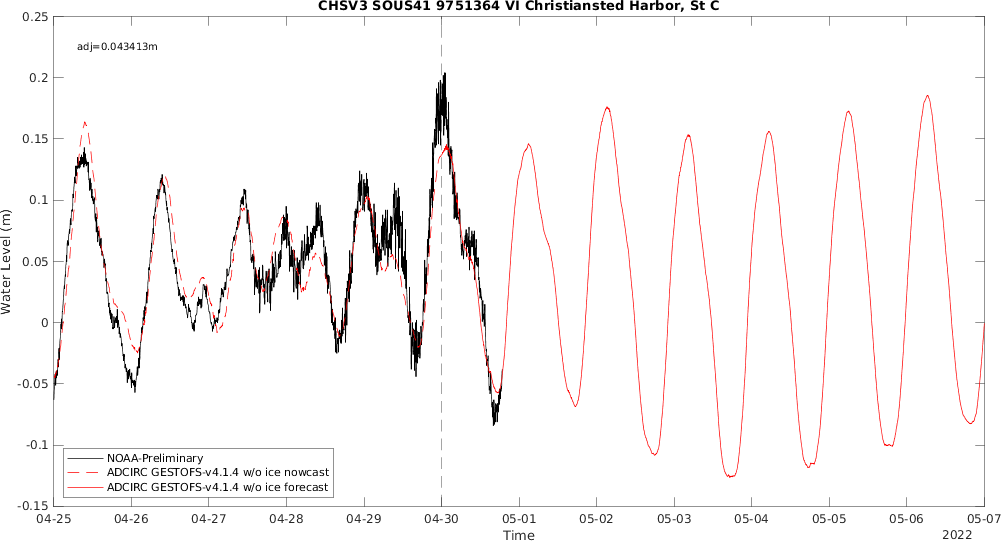 CHSV3 SOUS41 9751364 VI Christiansted Harbor, St C
adj=0.043413m
0.25
0.2
0.15
0.1
0.05
0
-0.05
-0.1
-0.15
Water Level (m)
NOAA-Preliminary
ADCIRC GESTOFS-v4.1.4 w/o ice nowcast
ADCIRC GESTOFS-v4.1.4 w/o ice forecast
04-25 04-26 04-27 04-28 04-29 04-30 05-01 05-02 05-03 05-04 05-05 05-06 05-07
Time
2022